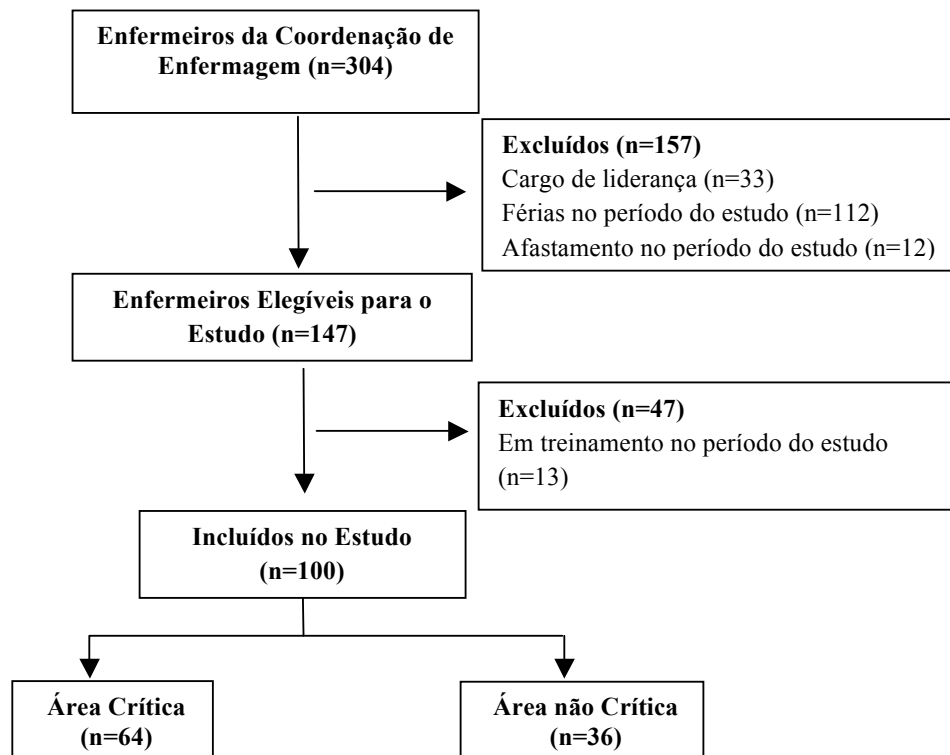 Enfermeiros da Coordenação de
Enfermagem (n=304)
Excluídos (n=157)
Cargo de liderança (n=33)
Férias no período do estudo (n=112)
Afastamento no período do estudo (n=12)
Enfermeiros Elegíveis para o
Estudo (n=147)
Excluídos (n=47)
Em treinamento no período do estudo
(n=13)
Incluídos no Estudo
(n=100)
Área Crítica
(n=64)
Área não Crítica
(n=36)